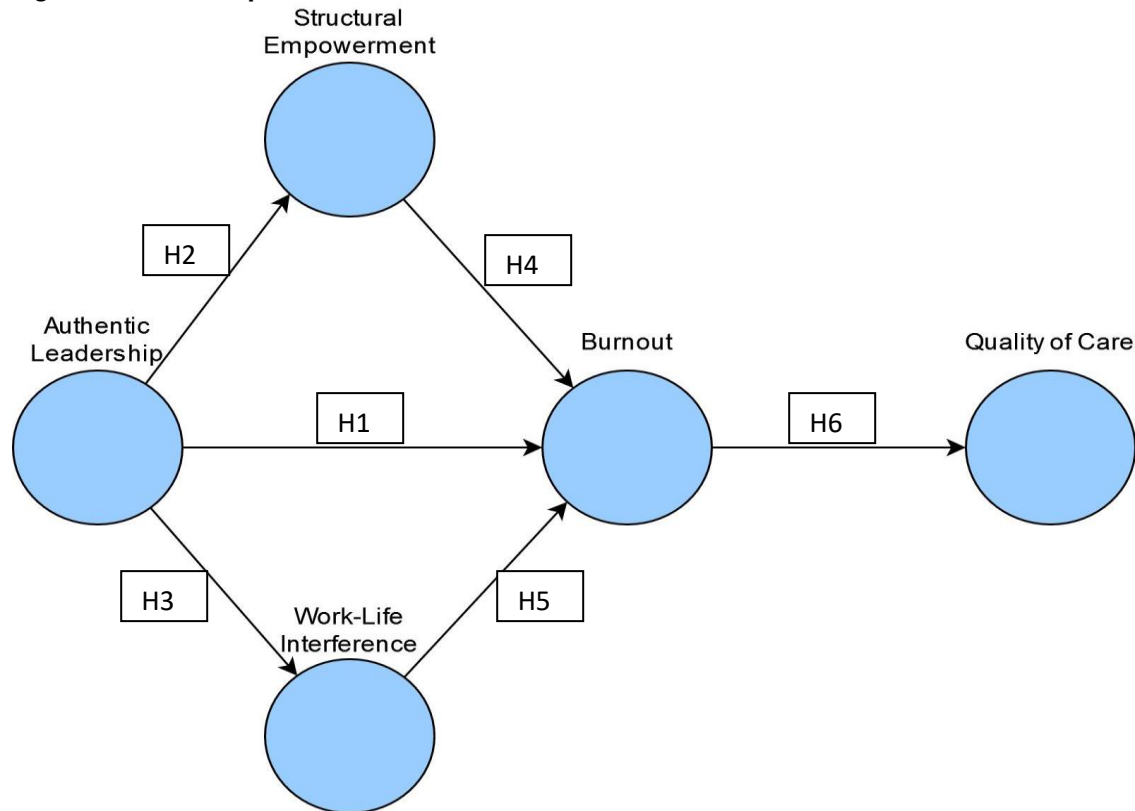 Structural
Empowerment
H2
H4
Authentic
Leadership
Burnout
Quality of Care
H1
H6
H3
H5
Work-Life
Interference